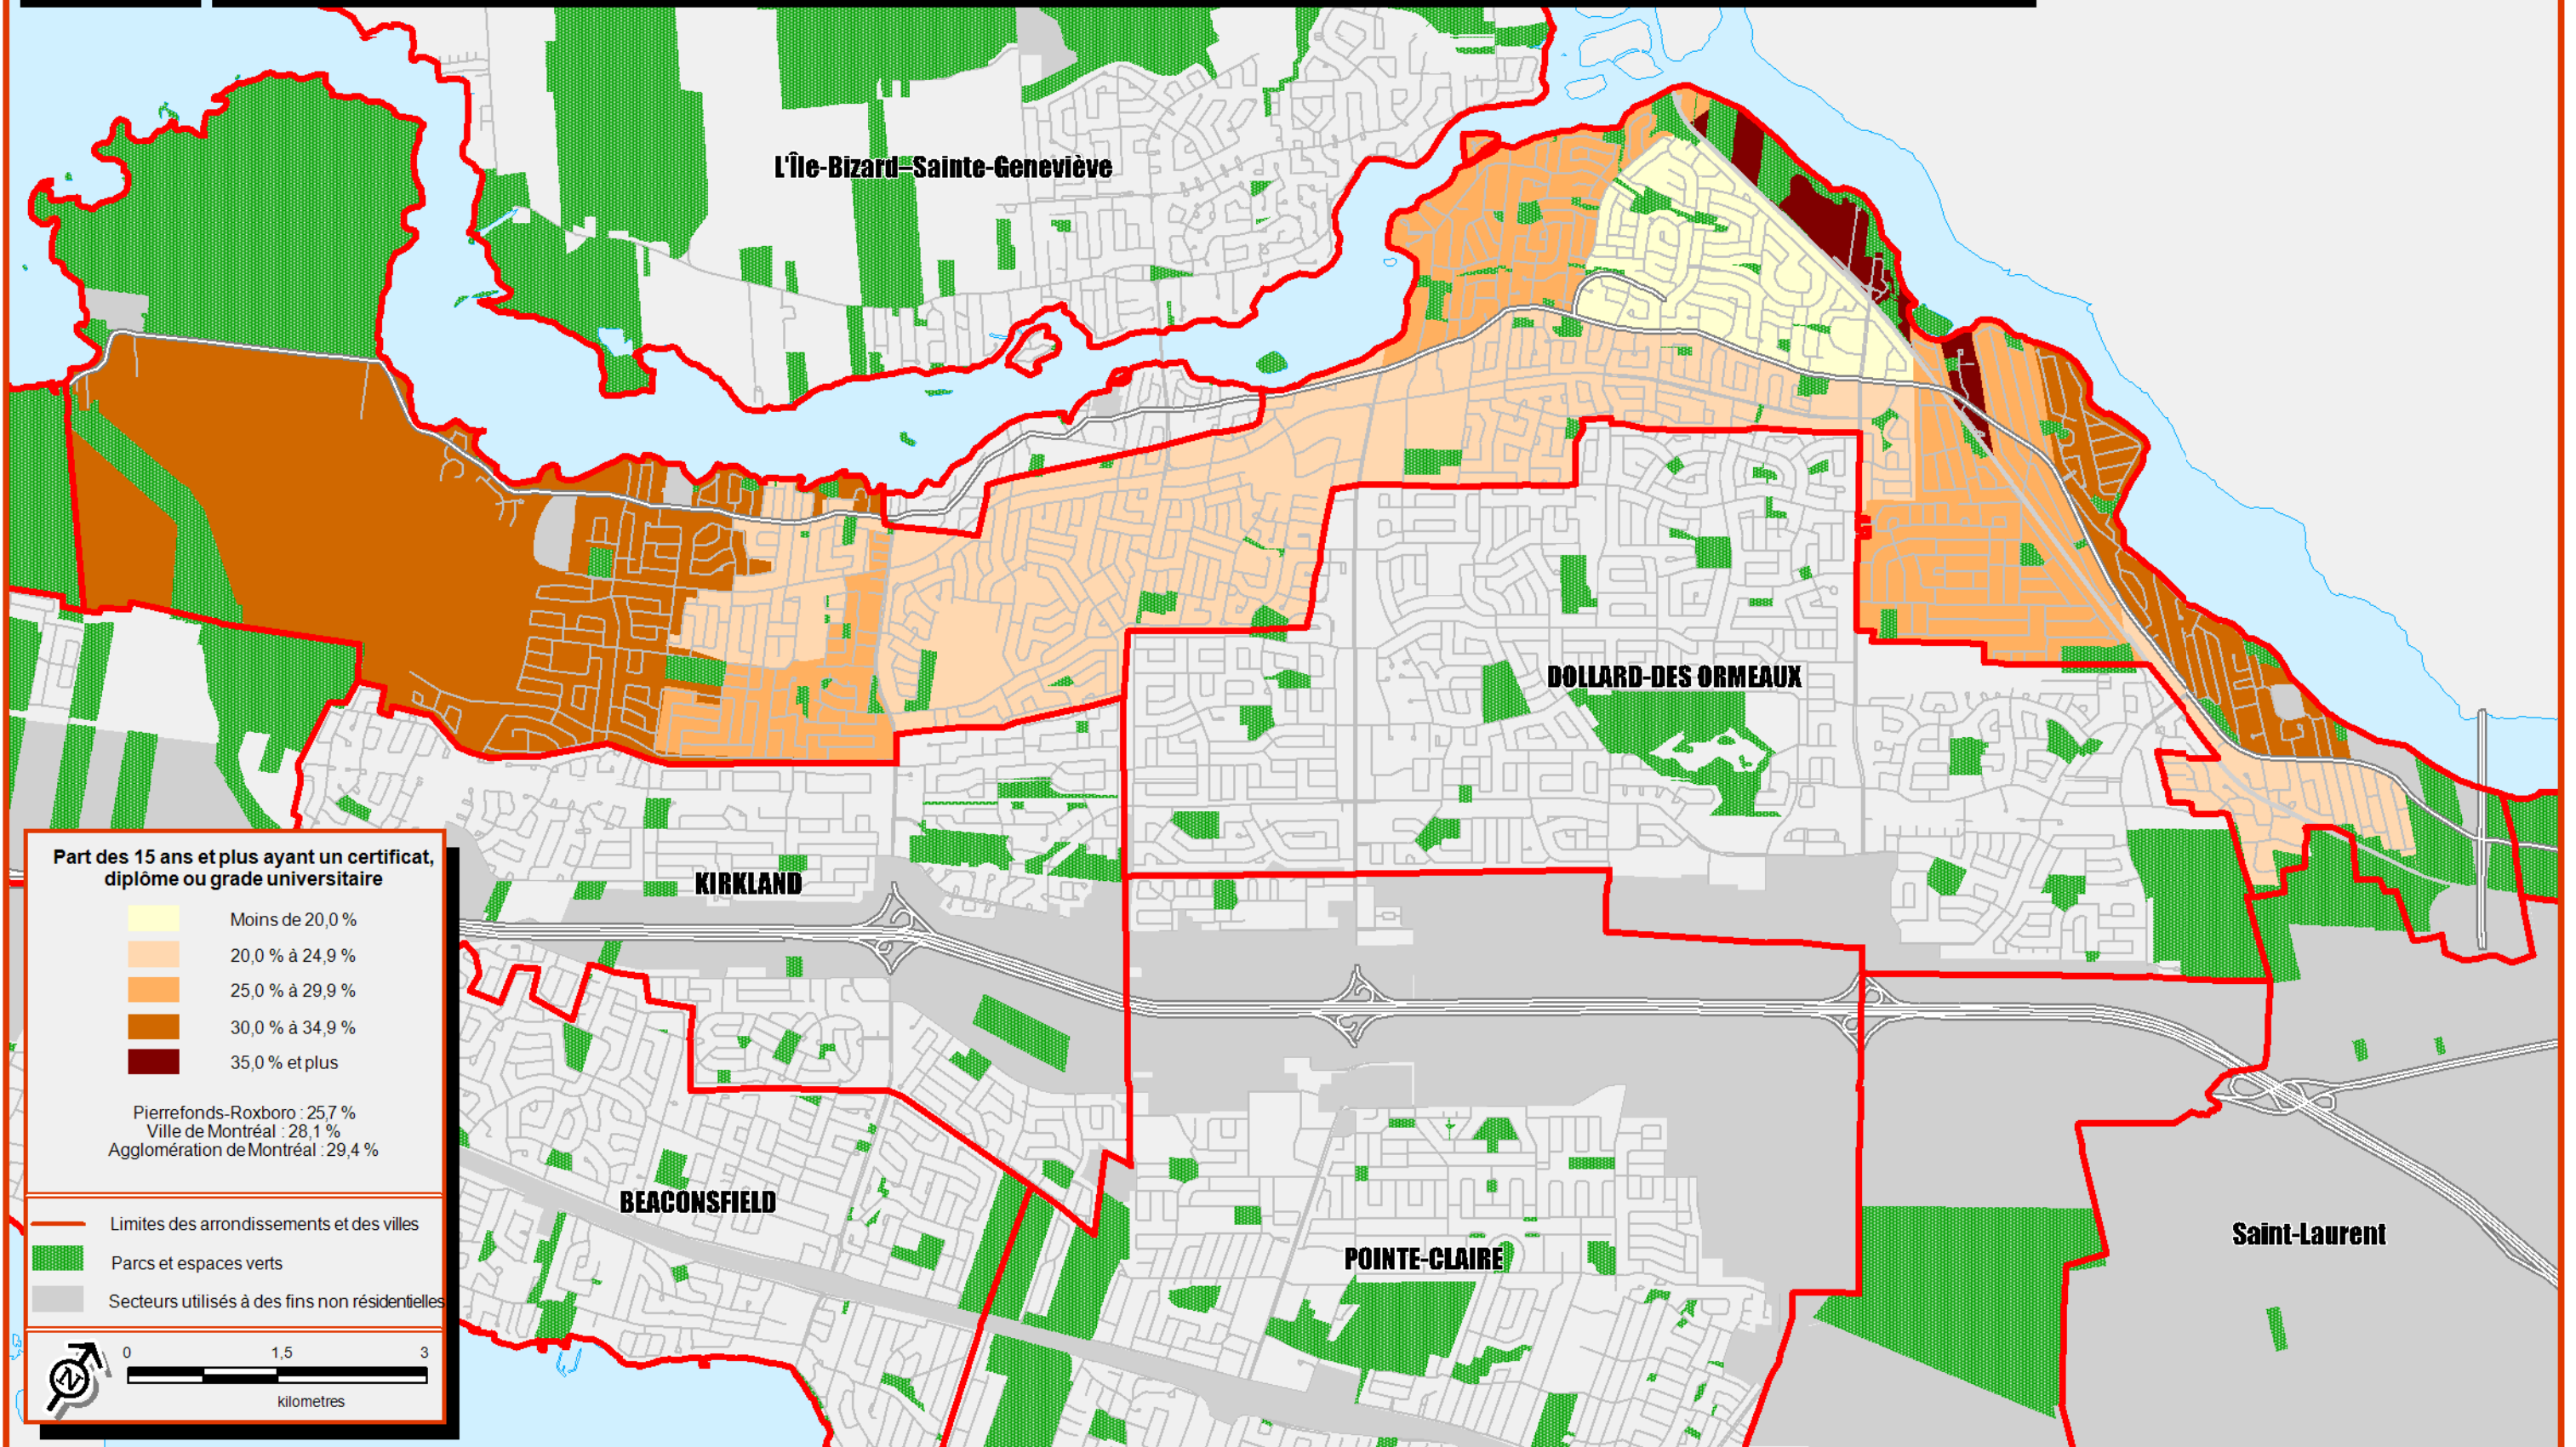 L'Île-Bizard–Sainte-Geneviève
DOLLARD-DES ORMEAUX
KIRKLAND
BEACONSFIELD
POINTE-CLAIRE
Saint-Laurent
Part des 15 ans et plus ayant un certificat,
diplôme ou grade universitaire
Moins de 20,0 %
20,0 % à 24,9 %
25,0 % à 29,9 %
30,0 % à 34,9 %
35,0 % et plus
Pierrefonds-Roxboro : 25,7 %
Ville de Montréal : 28,1 %
Agglomération de Montréal : 29,4 %
Limites des arrondissements et des villes
Parcs et espaces verts
Secteurs utilisés à des fins non résidentielles
N
0 1,5 3
kilometres